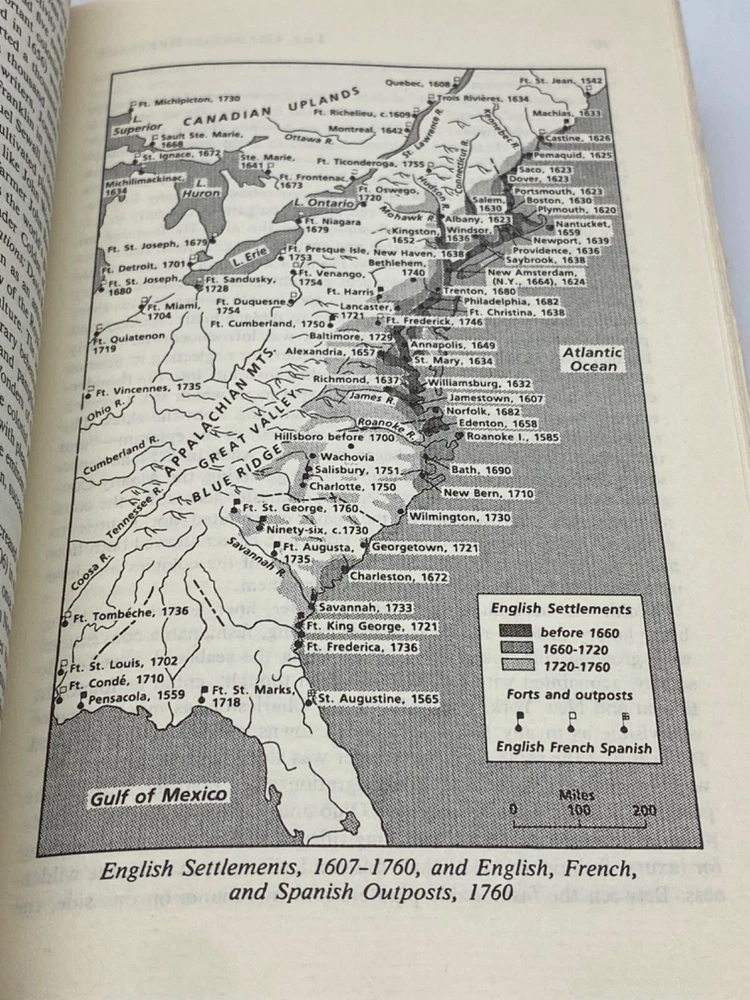 Quebec, 1608
Ft. St. Jean, 1542
Ft. Michipicton, 1730
CANADIAN UPLANDS
Trois Rivières, 1634
Ft. Richelieu, c.1609
Machias, 1633
L. Superior
Montreal, 1642
St. Lawrence R.
Kennebec R.
Sault Ste. Marie, 1668
Ottawa R.
Castine, 1626
St. Ignace, 1672
Ste. Marie, 1641
Ft. Ticonderoga, 1755
Connecticut R.
Pemaquid, 1625
Michilimackinac, 1634
L. Huron
Ft. Frontenac, 1673
Saco, 1623
Dover, 1623
Ft. Oswego, 1720
Hudson R.
Salem, 1630
Portsmouth, 1623
Boston, 1630
Plymouth, 1620
L. Ontario
Mohawk R.
Albany, 1623
Nantucket, 1659
Ft. Niagara 1679
Kingston, 1652
Windsor, 1636
Newport, 1639
Ft. St. Joseph, 1679
L. Erie
Ft. Presque Isle, 1753
New Haven, 1638
Providence, 1636
Saybrook, 1638
Ft. Detroit, 1701
Bethlehem, 1740
Ft. St. Joseph, 1680
Ft. Sandusky, 1728
Ft. Venango, 1754
New Amsterdam, (N.Y., 1664), 1624
Ft. Harris
Trenton, 1680
Ft. Miami, 1704
Ft. Duquesne, 1754
Lancaster, 1721
Philadelphia, 1682
Ft. Christina, 1638
Ft. Cumberland, 1750
Ft. Frederick, 1746
Ft. Quiatenon 1719
Baltimore, 1729
Annapolis, 1649
Alexandria, 1657
St. Mary, 1634
Atlantic Ocean
Ft. Vincennes, 1735
APPALACHIAN MTS.
Richmond, 1637
Williamsburg, 1632
Ohio R.
James R.
Jamestown, 1607
GREAT VALLEY
Norfolk, 1682
Roanoke R.
Edenton, 1658
Cumberland R.
Hillsboro before 1700
Roanoke I., 1585
BLUE RIDGE
Wachovia
Salisbury, 1751
Bath, 1690
Tennessee R.
Charlotte, 1750
New Bern, 1710
Ft. St. George, 1760
Wilmington, 1730
Ninety-six, c.1730
Coosa R.
Savannah R.
Ft. Augusta, 1735
Georgetown, 1721
Charleston, 1672
Ft. Tombéche, 1736
Savannah, 1733
Ft. King George, 1721
Ft. Frederica, 1736
Ft. St. Louis, 1702
Ft. Condé, 1710
Pensacola, 1559
Ft. St. Marks, 1718
St. Augustine, 1565
English Settlements
before 1660
1660-1720
1720-1760
Forts and outposts
English French Spanish
Gulf of Mexico
Miles
0 100 200
English Settlements, 1607–1760, and English, French,
and Spanish Outposts, 1760